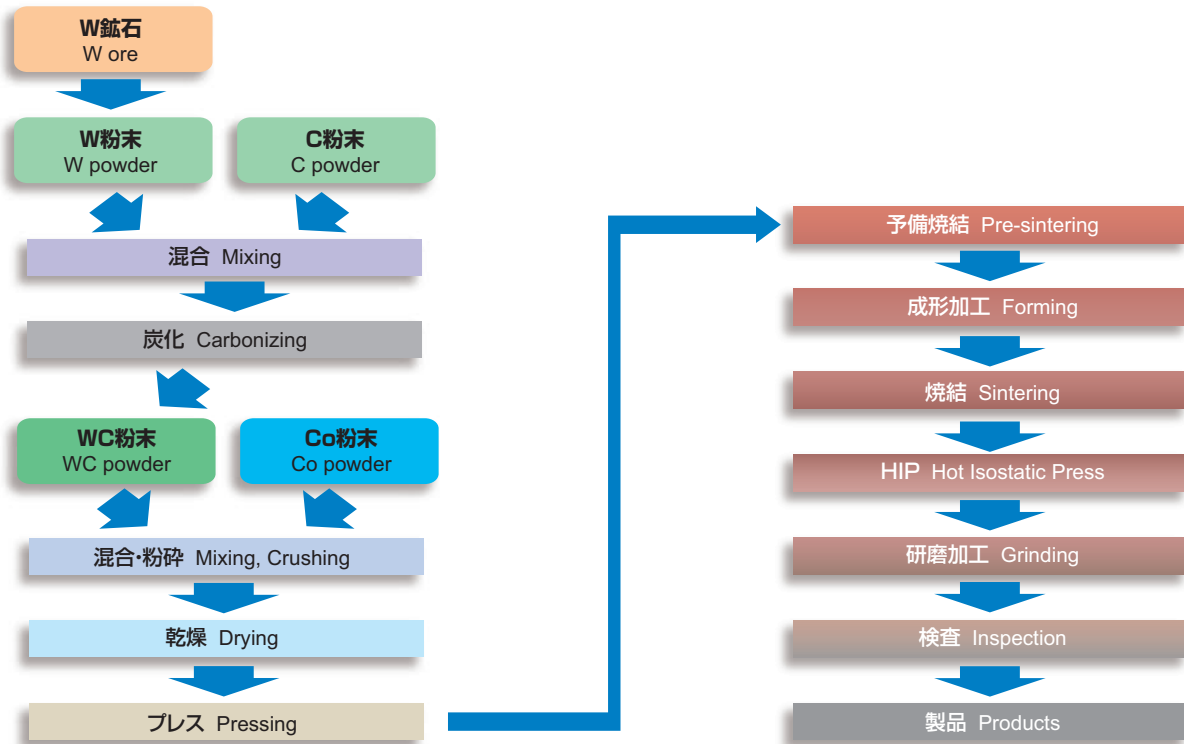 W鉱石
W ore
W粉末
W powder
C粉末
C powder
混合 Mixing
炭化 Carbonizing
WC粉末
WC powder
Co粉末
Co powder
混合・粉砕 Mixing, Crushing
乾燥 Drying
プレス Pressing
予備焼結 Pre-sintering
成形加工 Forming
焼結 Sintering
HIP Hot Isostatic Press
研磨加工 Grinding
検査 Inspection
製品 Products